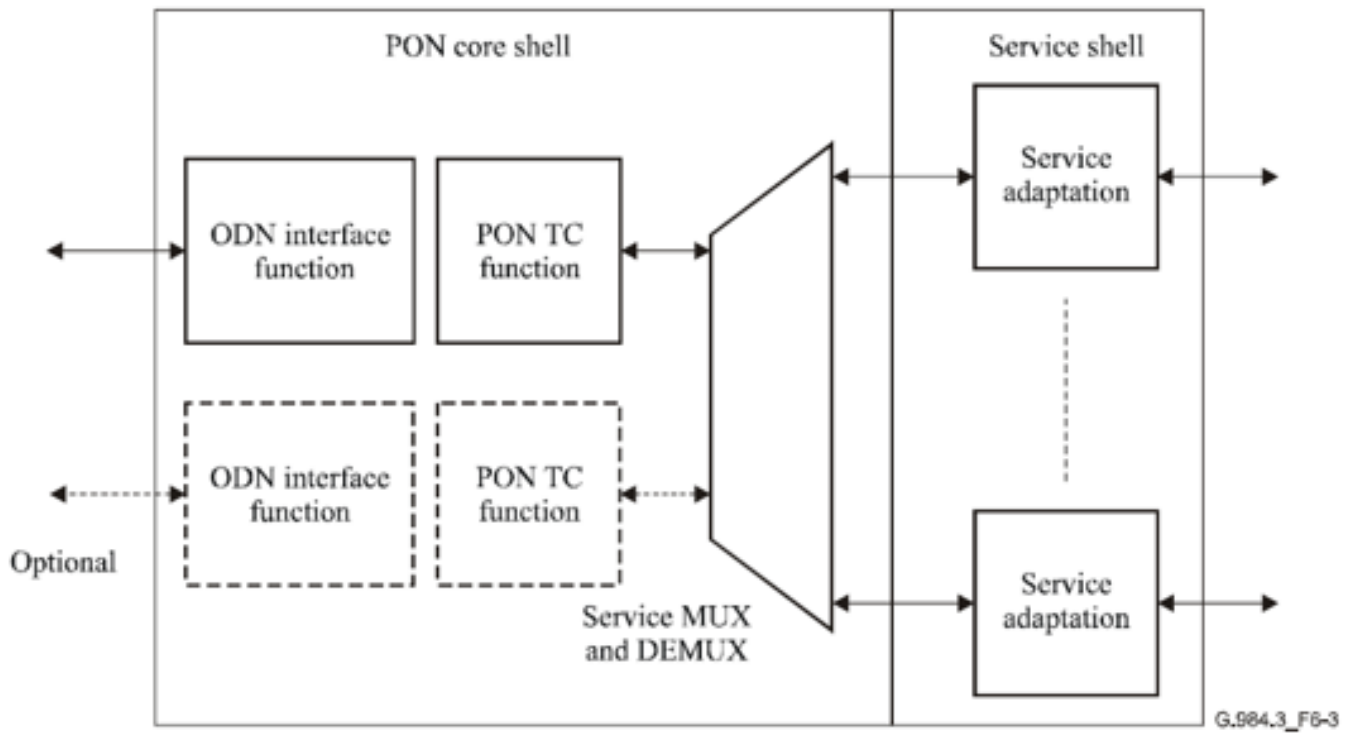 PON core shell
Service shell
ODN interface
function
PON TC
function
Service
adaptation
ODN interface
function
PON TC
function
Optional
Service MUX
and DEMUX
Service
adaptation
G.984.3_F6-3